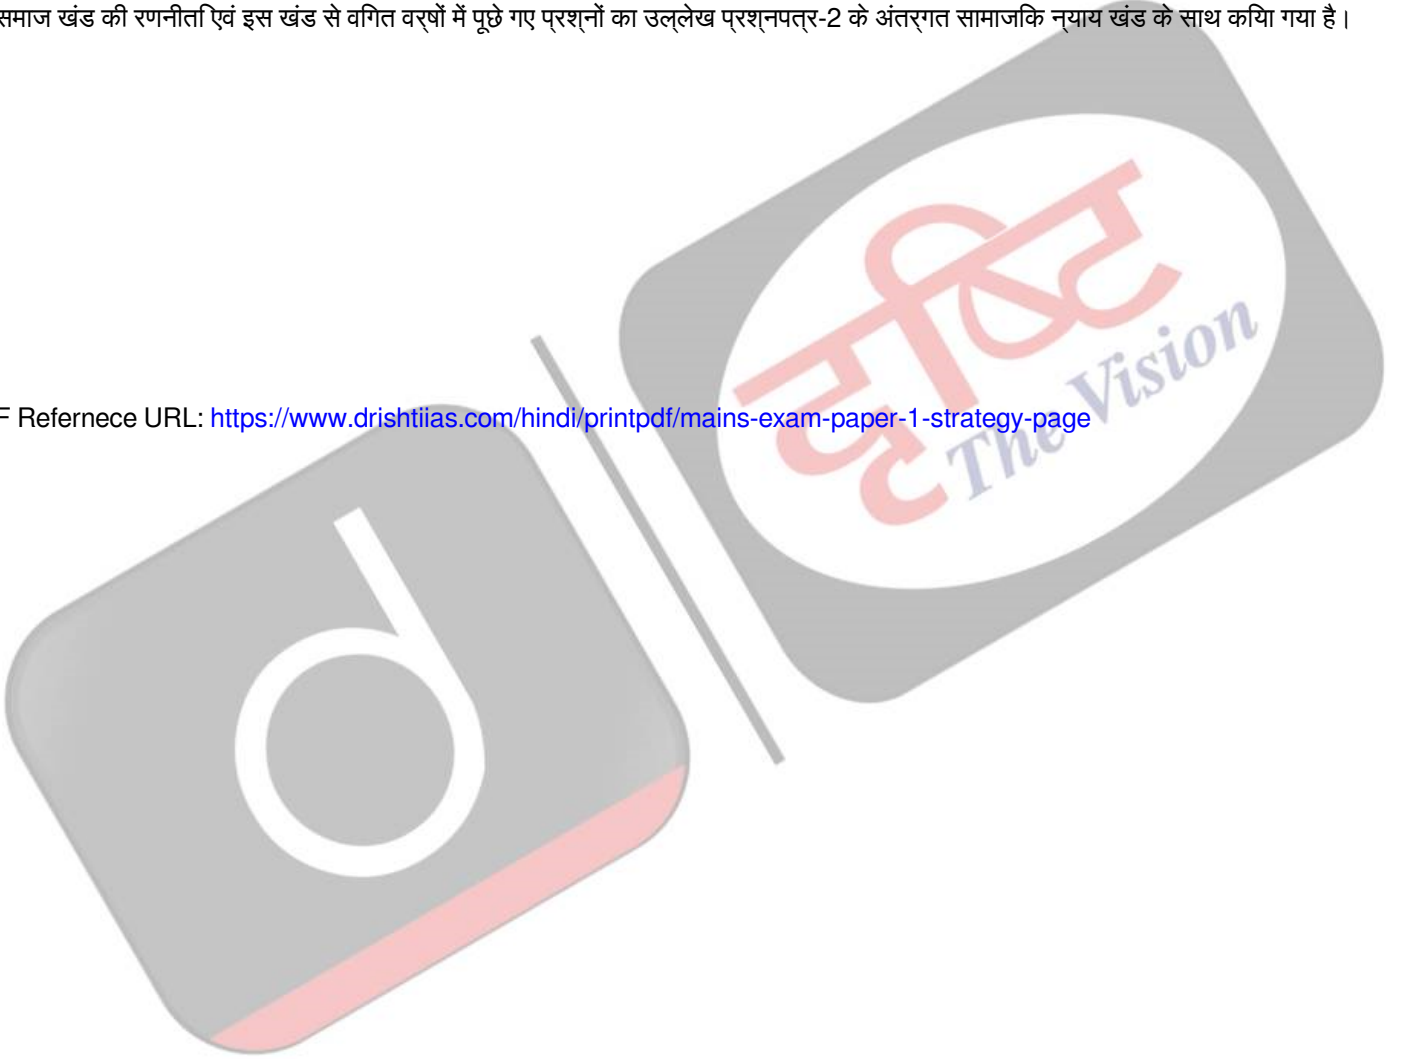 समाज खंड की रणनीति एवं इस खंड से विगत वर्षों में पूछे गए प्रश्नों का उल्लेख प्रश्नपत्र-2 के अंतर्गत सामाजिक न्याय खंड के साथ किया गया है।
दृष्टि
The Vision
F Refernece URL: https://www.drishtiias.com/hindi/printpdf/mains-exam-paper-1-strategy-page
d